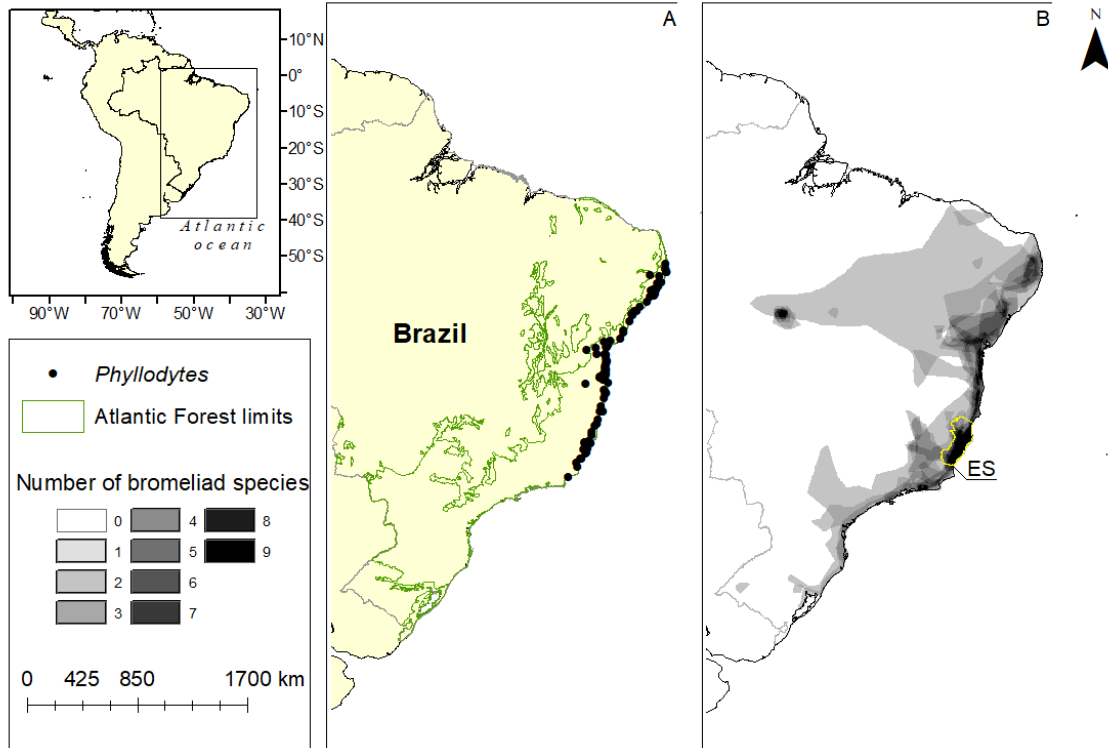 10°N
0°
10°S
20°S
30°S
40°S
50°S
Atlantic
ocean
90°W 70°W 50°W 30°W
Phyllodytes
Atlantic Forest limits
Number of bromeliad species
0 4 8
1 5 9
2 6
3 7
0 425 850 1700 km
A
Brazil
B
ES
N